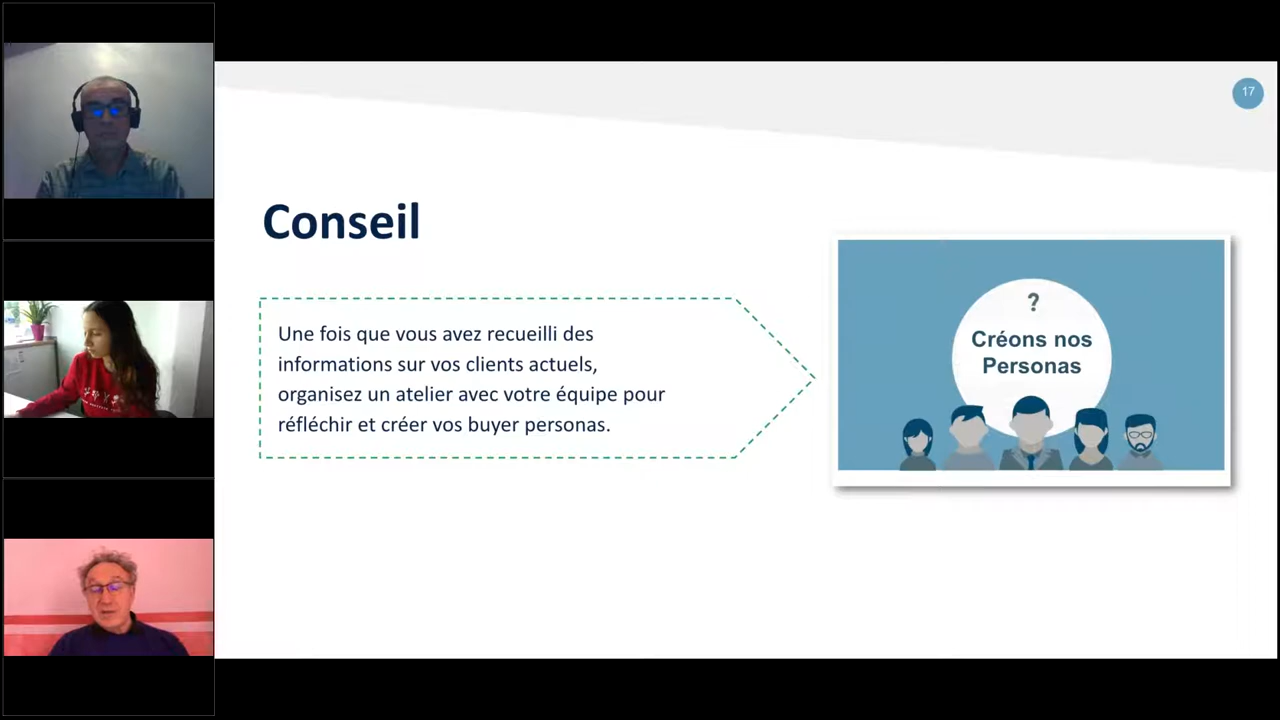 17
Conseil
Une fois que vous avez recueilli des
informations sur vos clients actuels,
organisez un atelier avec votre équipe pour
réfléchir et créer vos buyer personas.
?
Créons nos
Personas